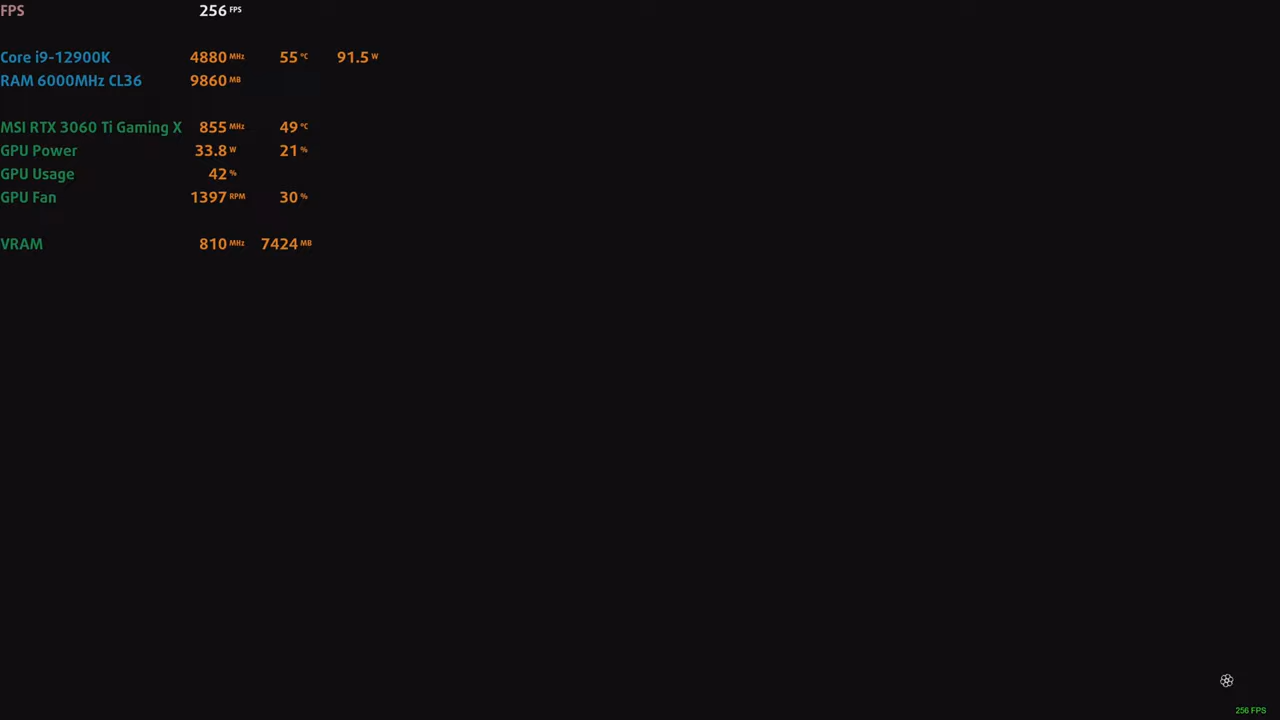 FPS 256 FPS
Core i9-12900K 4880 MHz 55 °C 91.5 W
RAM 6000MHz CL36 9860 MB
MSI RTX 3060 Ti Gaming X 855 MHz 49 °C
GPU Power 33.8 W 21 %
GPU Usage 42 %
GPU Fan 1397 RPM 30 %
VRAM 810 MHz 7424 MB
256 FPS